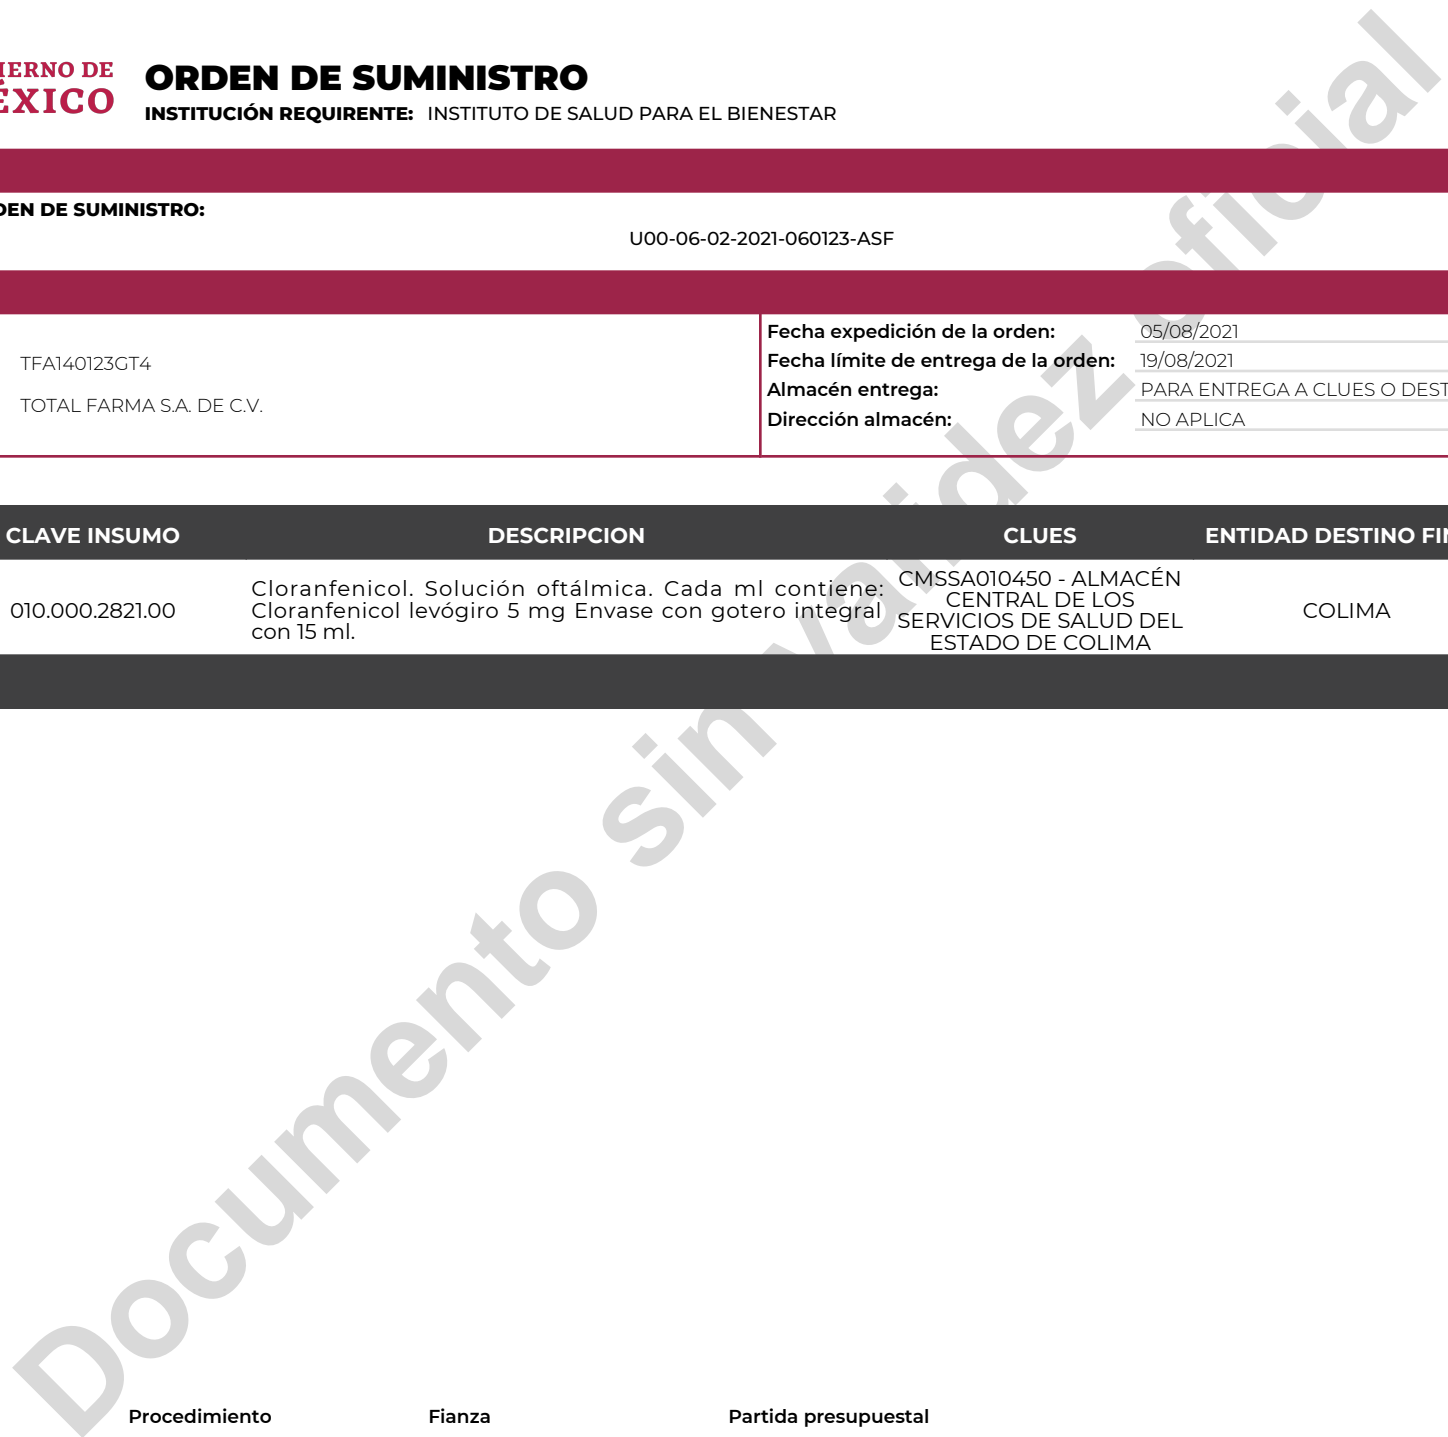 IERNO DE
ÉXICO
ORDEN DE SUMINISTRO
INSTITUCIÓN REQUIRENTE: INSTITUTO DE SALUD PARA EL BIENESTAR
DEN DE SUMINISTRO:
U00-06-02-2021-060123-ASF
TFA140123GT4
TOTAL FARMA S.A. DE C.V.
Fecha expedición de la orden: 05/08/2021
Fecha límite de entrega de la orden: 19/08/2021
Almacén entrega: PARA ENTREGA A CLUES O DEST
Dirección almacén: NO APLICA
CLAVE INSUMO DESCRIPCION CLUES ENTIDAD DESTINO FIN
010.000.2821.00
Cloranfenicol. Solución oftálmica. Cada ml contiene:
Cloranfenicol levógiro 5 mg Envase con gotero integral
con 15 ml.
CMSSA010450 - ALMACÉN
CENTRAL DE LOS
SERVICIOS DE SALUD DEL
ESTADO DE COLIMA
COLIMA
Documento sin validez oficial
Procedimiento Fianza Partida presupuestal